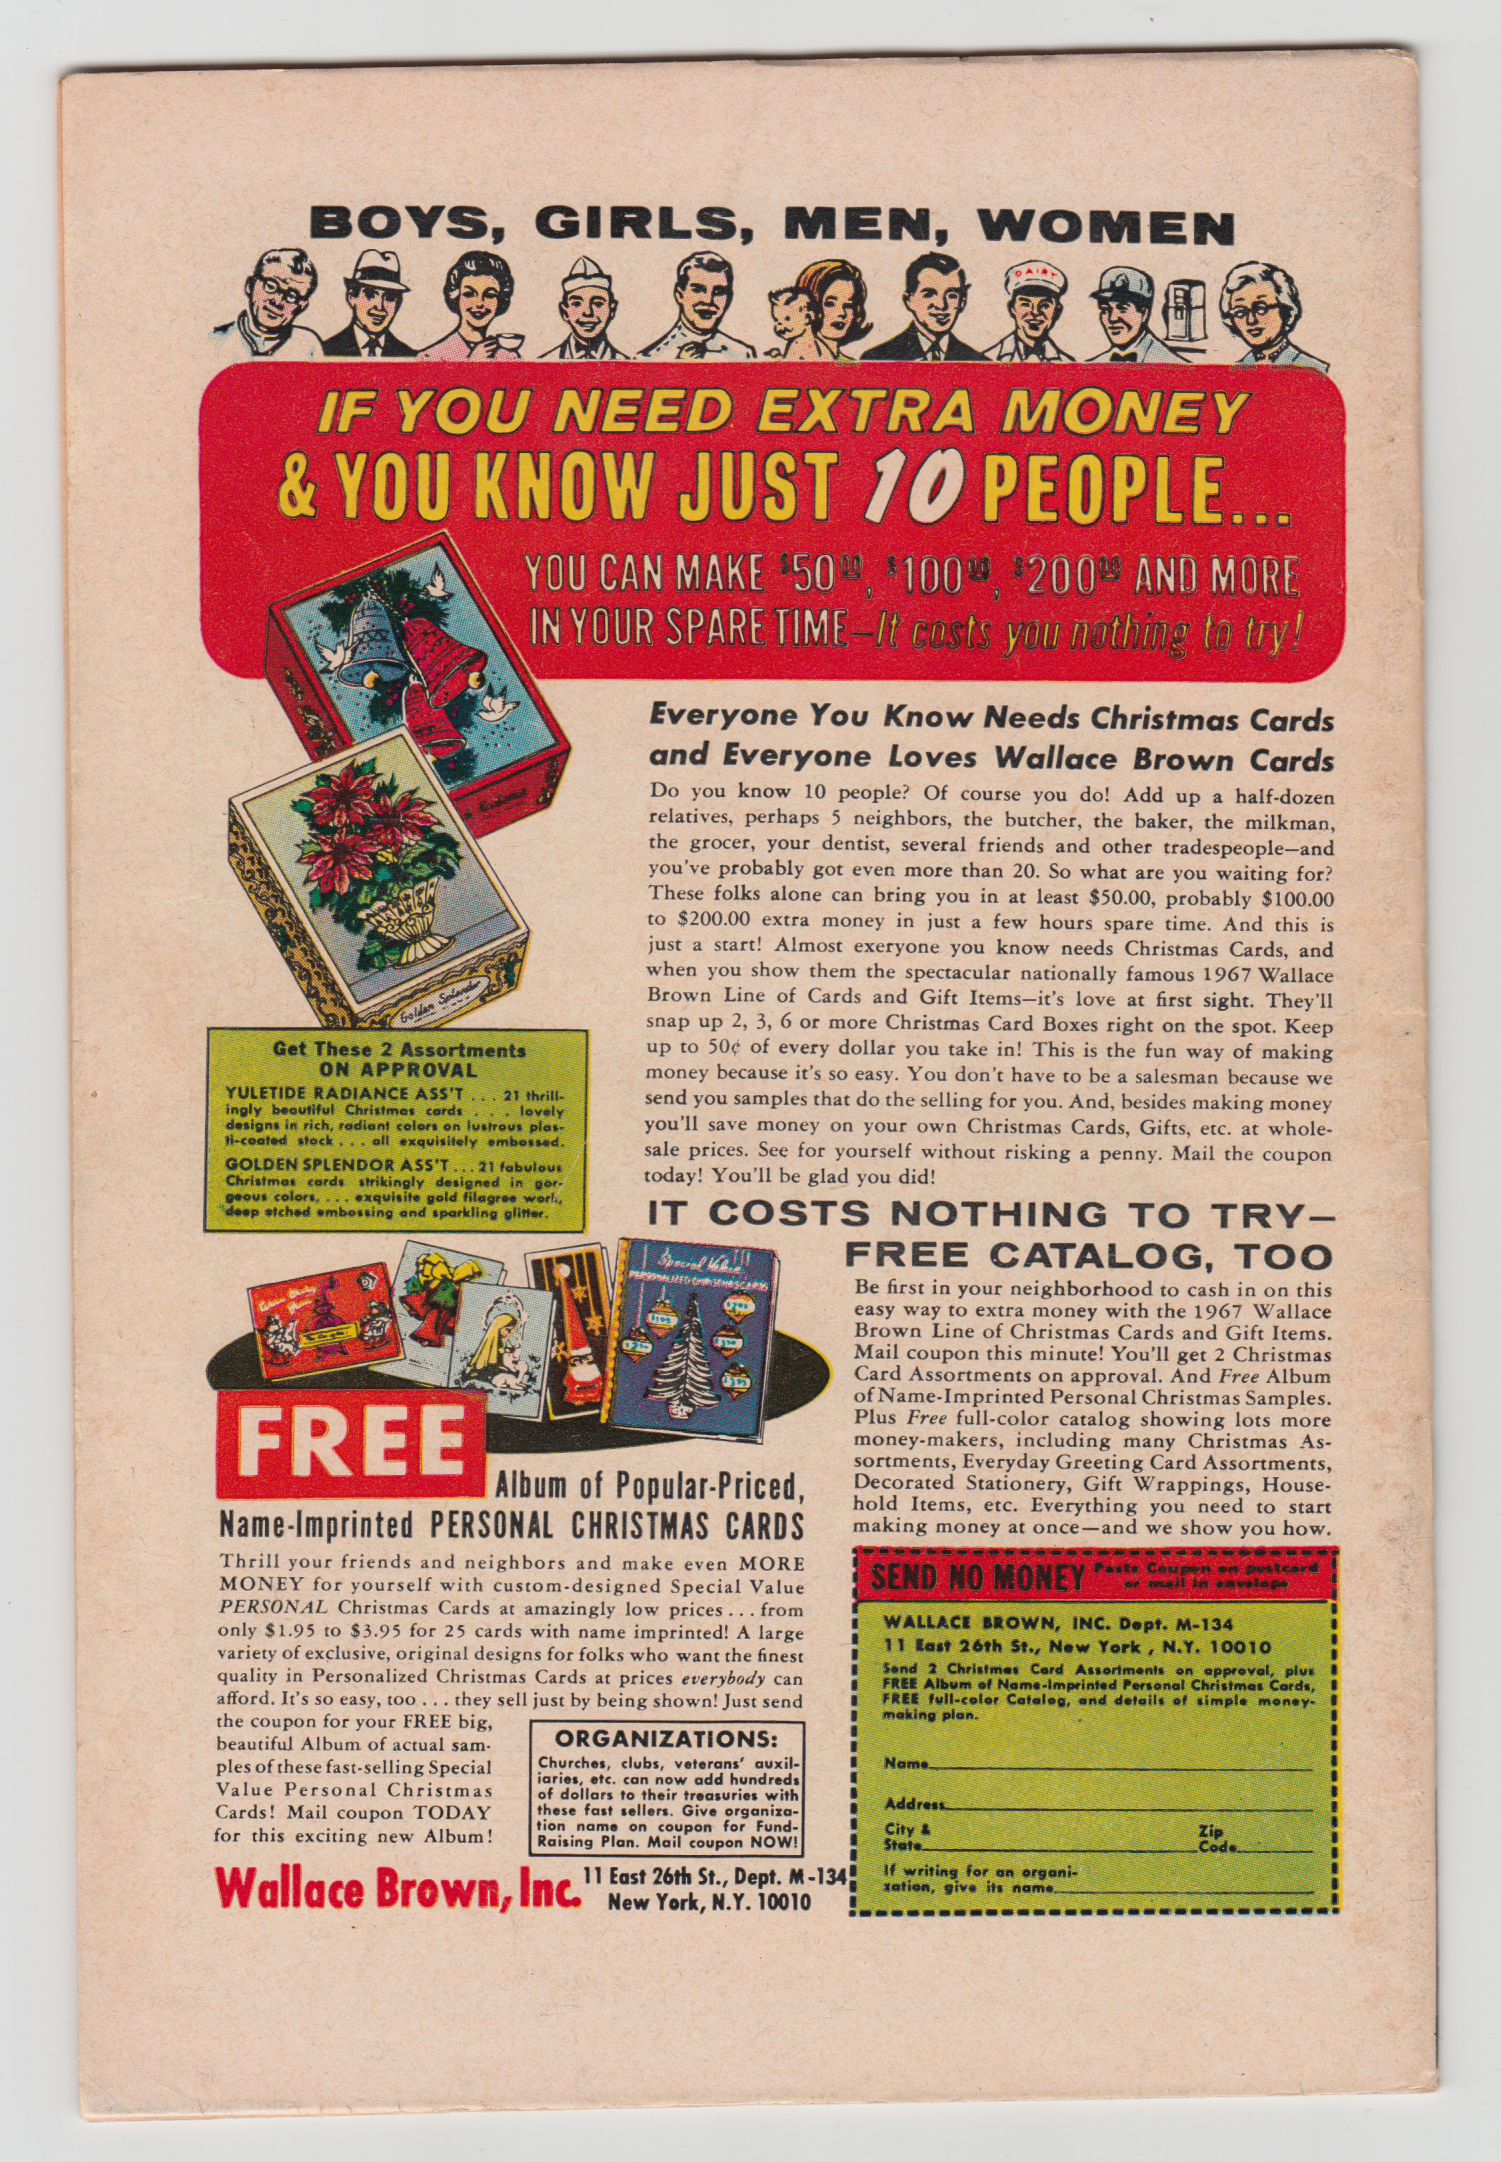 BOYS, GIRLS, MEN, WOMEN
DAIRY
IF YOU NEED EXTRA MONEY
& YOU KNOW JUST 10 PEOPLE...
YOU CAN MAKE $50.00, $100.00, $200.00 AND MORE
IN YOUR SPARE TIME—It costs you nothing to try!
Golden Splendor
Get These 2 Assortments
ON APPROVAL
YULETIDE RADIANCE ASS'T . . . 21 thrill-
ingly beautiful Christmas cards . . . . lovely
designs in rich, radiant colors on lustrous plas-
ti-coated stock . . . all exquisitely embossed.
GOLDEN SPLENDOR ASS'T . . . 21 fabulous
Christmas cards strikingly designed in gor-
geous colors, . . . exquisite gold filagree work,
deep etched embossing and sparkling glitter.
Everyone You Know Needs Christmas Cards
and Everyone Loves Wallace Brown Cards
Do you know 10 people? Of course you do! Add up a half-dozen
relatives, perhaps 5 neighbors, the butcher, the baker, the milkman,
the grocer, your dentist, several friends and other tradespeople—and
you've probably got even more than 20. So what are you waiting for?
These folks alone can bring you in at least $50.00, probably $100.00
to $200.00 extra money in just a few hours spare time. And this is
just a start! Almost exeryone you know needs Christmas Cards, and
when you show them the spectacular nationally famous 1967 Wallace
Brown Line of Cards and Gift Items—it's love at first sight. They'll
snap up 2, 3, 6 or more Christmas Card Boxes right on the spot. Keep
up to 50¢ of every dollar you take in! This is the fun way of making
money because it's so easy. You don't have to be a salesman because we
send you samples that do the selling for you. And, besides making money
you'll save money on your own Christmas Cards, Gifts, etc. at whole-
sale prices. See for yourself without risking a penny. Mail the coupon
today! You'll be glad you did!
IT COSTS NOTHING TO TRY—
FREE CATALOG, TOO
Be first in your neighborhood to cash in on this
easy way to extra money with the 1967 Wallace
Brown Line of Christmas Cards and Gift Items.
Mail coupon this minute! You'll get 2 Christmas
Card Assortments on approval. And Free Album
of Name-Imprinted Personal Christmas Samples.
Plus Free full-color catalog showing lots more
money-makers, including many Christmas As-
sortments, Everyday Greeting Card Assortments,
Decorated Stationery, Gift Wrappings, House-
hold Items, etc. Everything you need to start
making money at once—and we show you how.
Special Value!!!
PERSONALIZED CHRISTMAS CARDS
FREE
Album of Popular-Priced,
Name-Imprinted PERSONAL CHRISTMAS CARDS
Thrill your friends and neighbors and make even MORE
MONEY for yourself with custom-designed Special Value
PERSONAL Christmas Cards at amazingly low prices . . . from
only $1.95 to $3.95 for 25 cards with name imprinted! A large
variety of exclusive, original designs for folks who want the finest
quality in Personalized Christmas Cards at prices everybody can
afford. It's so easy, too . . . they sell just by being shown! Just send
the coupon for your FREE big,
beautiful Album of actual sam-
ples of these fast-selling Special
Value Personal Christmas
Cards! Mail coupon TODAY
for this exciting new Album!
ORGANIZATIONS:
Churches, clubs, veterans' auxil-
iaries, etc. can now add hundreds
of dollars to their treasuries with
these fast sellers. Give organiza-
tion name on coupon for Fund-
Raising Plan. Mail coupon NOW!
Wallace Brown, Inc. 11 East 26th St., Dept. M-134
New York, N.Y. 10010
SEND NO MONEY Paste Coupon on postcard
or mail in envelope
WALLACE BROWN, INC. Dept. M-134
11 East 26th St., New York , N.Y. 10010
Send 2 Christmas Card Assortments on approval, plus
FREE Album of Name-Imprinted Personal Christmas Cards,
FREE full-color Catalog, and details of simple money-
making plan.
Name
Address
City & Zip
State Code
If writing for an organi-
zation, give its name